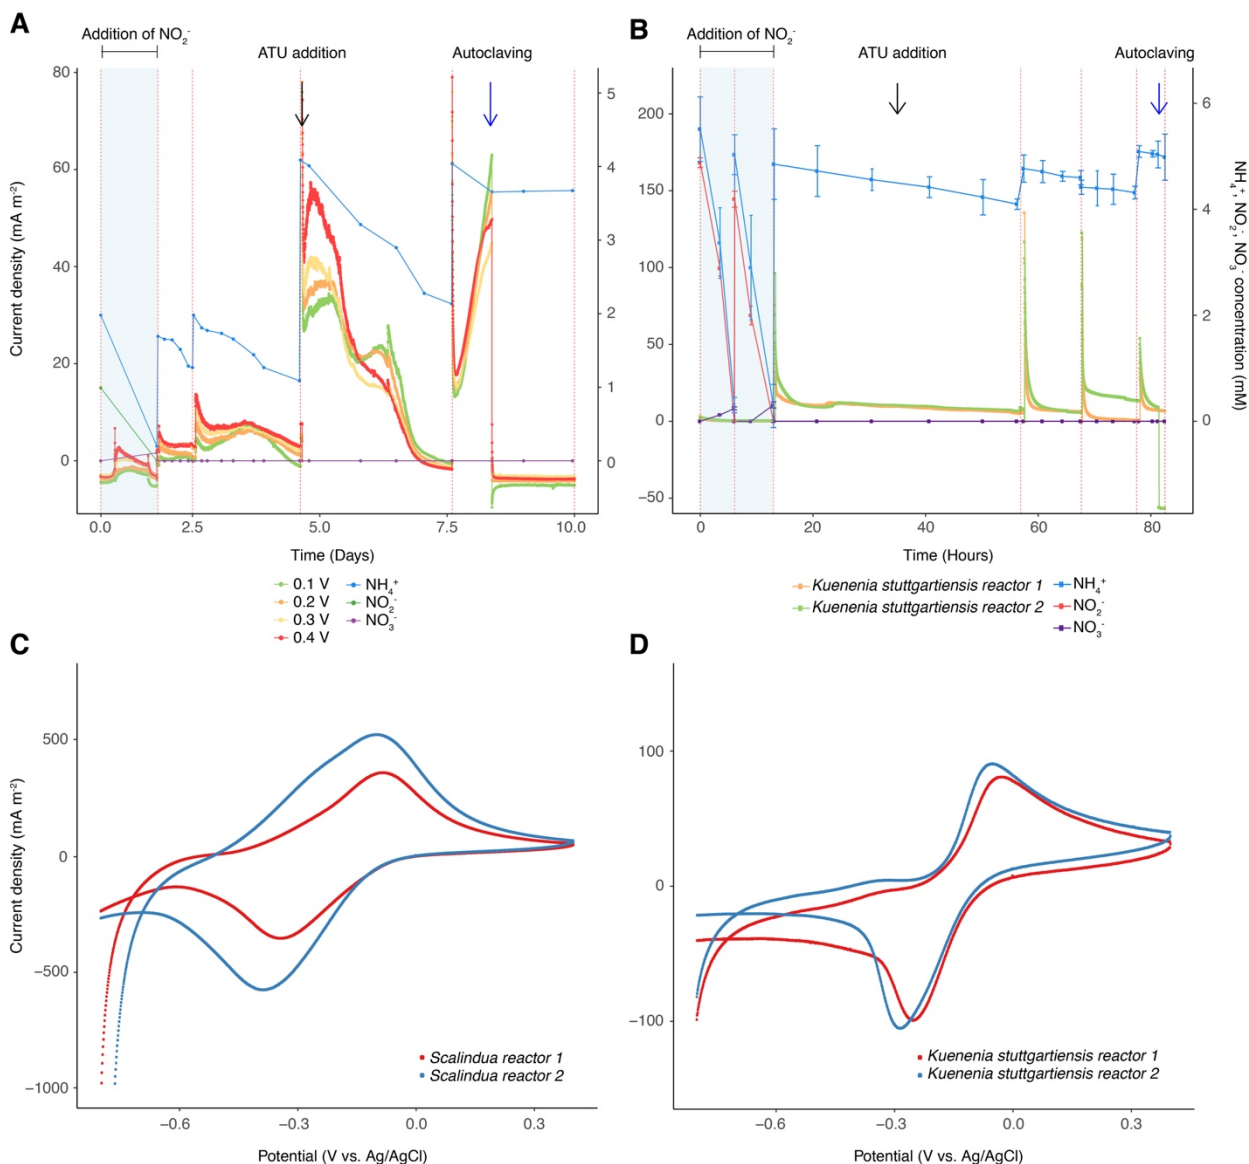 A
Addition of NO₂⁻
ATU addition
Autoclaving
80
60
40
20
0
5
4
3
2
1
0
Current density (mA m⁻²)
0.0
2.5
5.0
7.5
10.0
Time (Days)
0.1 V
0.2 V
0.3 V
0.4 V
NH₄⁺
NO₂⁻
NO₃⁻
B
Addition of NO₂⁻
ATU addition
Autoclaving
200
150
100
50
0
−50
6
4
2
0
NH₄⁺, NO₂⁻, NO₃⁻ concentration (mM)
0
20
40
60
80
Time (Hours)
Kuenenia stuttgartiensis reactor 1
Kuenenia stuttgartiensis reactor 2
NH₄⁺
NO₂⁻
NO₃⁻
C
500
0
−500
−1000
Current density (mA m⁻²)
Scalindua reactor 1
Scalindua reactor 2
−0.6
−0.3
0.0
0.3
Potential (V vs. Ag/AgCl)
D
100
0
−100
Kuenenia stuttgartiensis reactor 1
Kuenenia stuttgartiensis reactor 2
−0.6
−0.3
0.0
0.3
Potential (V vs. Ag/AgCl)